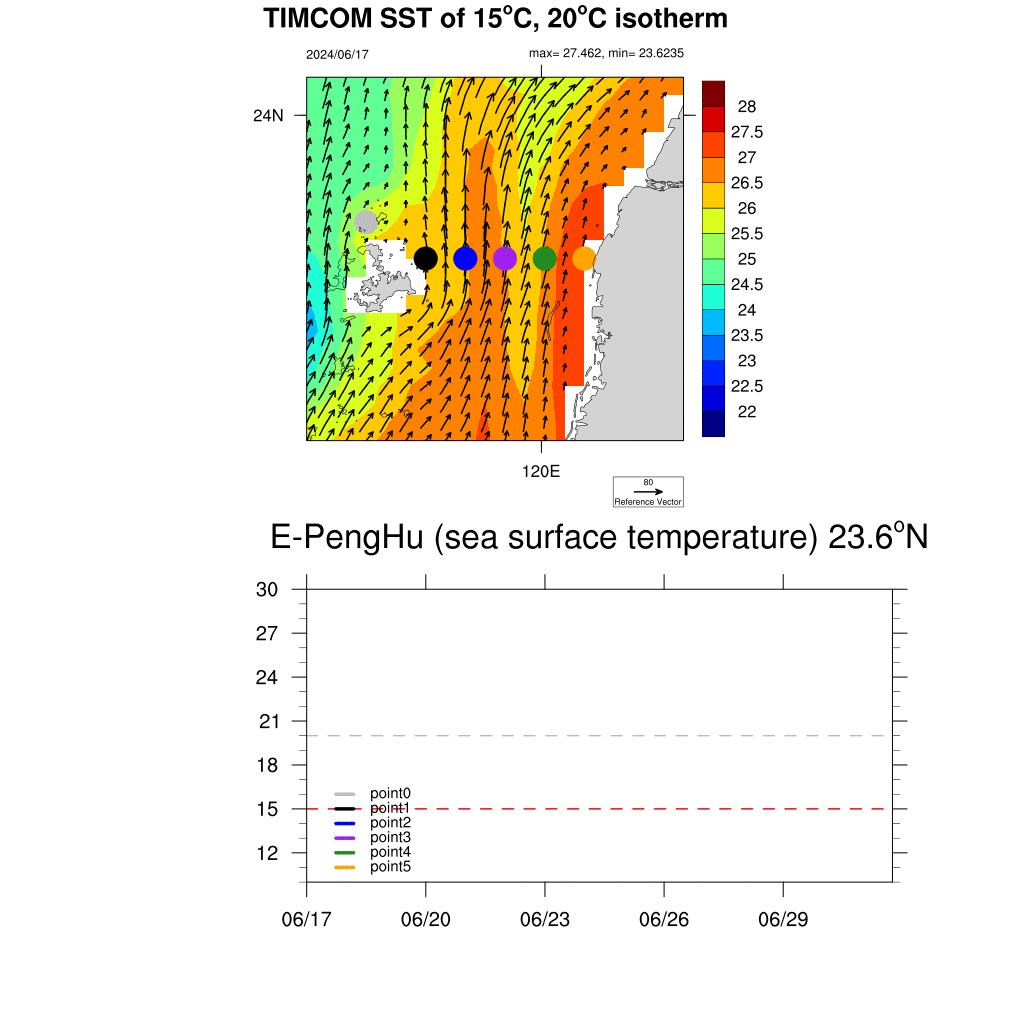 TIMCOM SST of 15°C, 20°C isotherm
2024/06/17
max= 27.462, min= 23.6235
24N
28
27.5
27
26.5
26
25.5
25
24.5
24
23.5
23
22.5
22
120E
80
Reference Vector
E-PengHu (sea surface temperature) 23.6°N
30
27
24
21
18
15
12
point0
point1
point2
point3
point4
point5
06/17
06/20
06/23
06/26
06/29